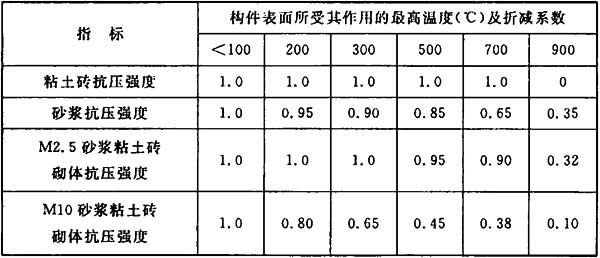 指 标 构件表面所受其作用的最高温度(℃)及折减系数
<100 200 300 500 700 900
粘土砖抗压强度 1.0 1.0 1.0 1.0 1.0 0
砂浆抗压强度 1.0 0.95 0.90 0.85 0.65 0.35
M2.5 砂浆粘土砖
砌体抗压强度 1.0 1.0 1.0 0.95 0.90 0.32
M10 砂浆粘土砖
砌体抗压强度 1.0 0.80 0.65 0.45 0.38 0.10